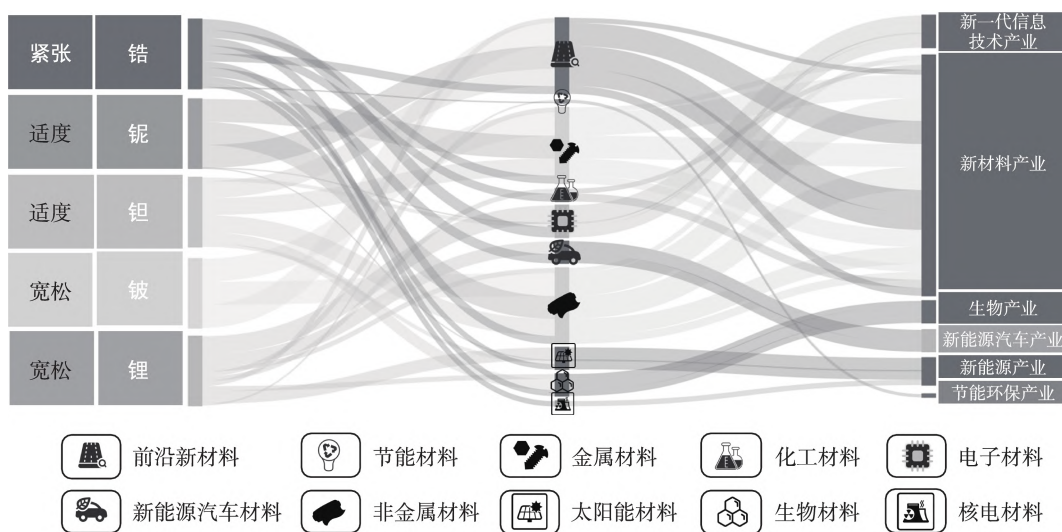 紧张 锆
适度 铌
适度 钽
宽松 铍
宽松 锂
新一代信息
技术产业
新材料产业
生物产业
新能源汽车产业
新能源产业
节能环保产业
前沿新材料 节能材料 金属材料 化工材料 电子材料
新能源汽车材料 非金属材料 太阳能材料 生物材料 核电材料